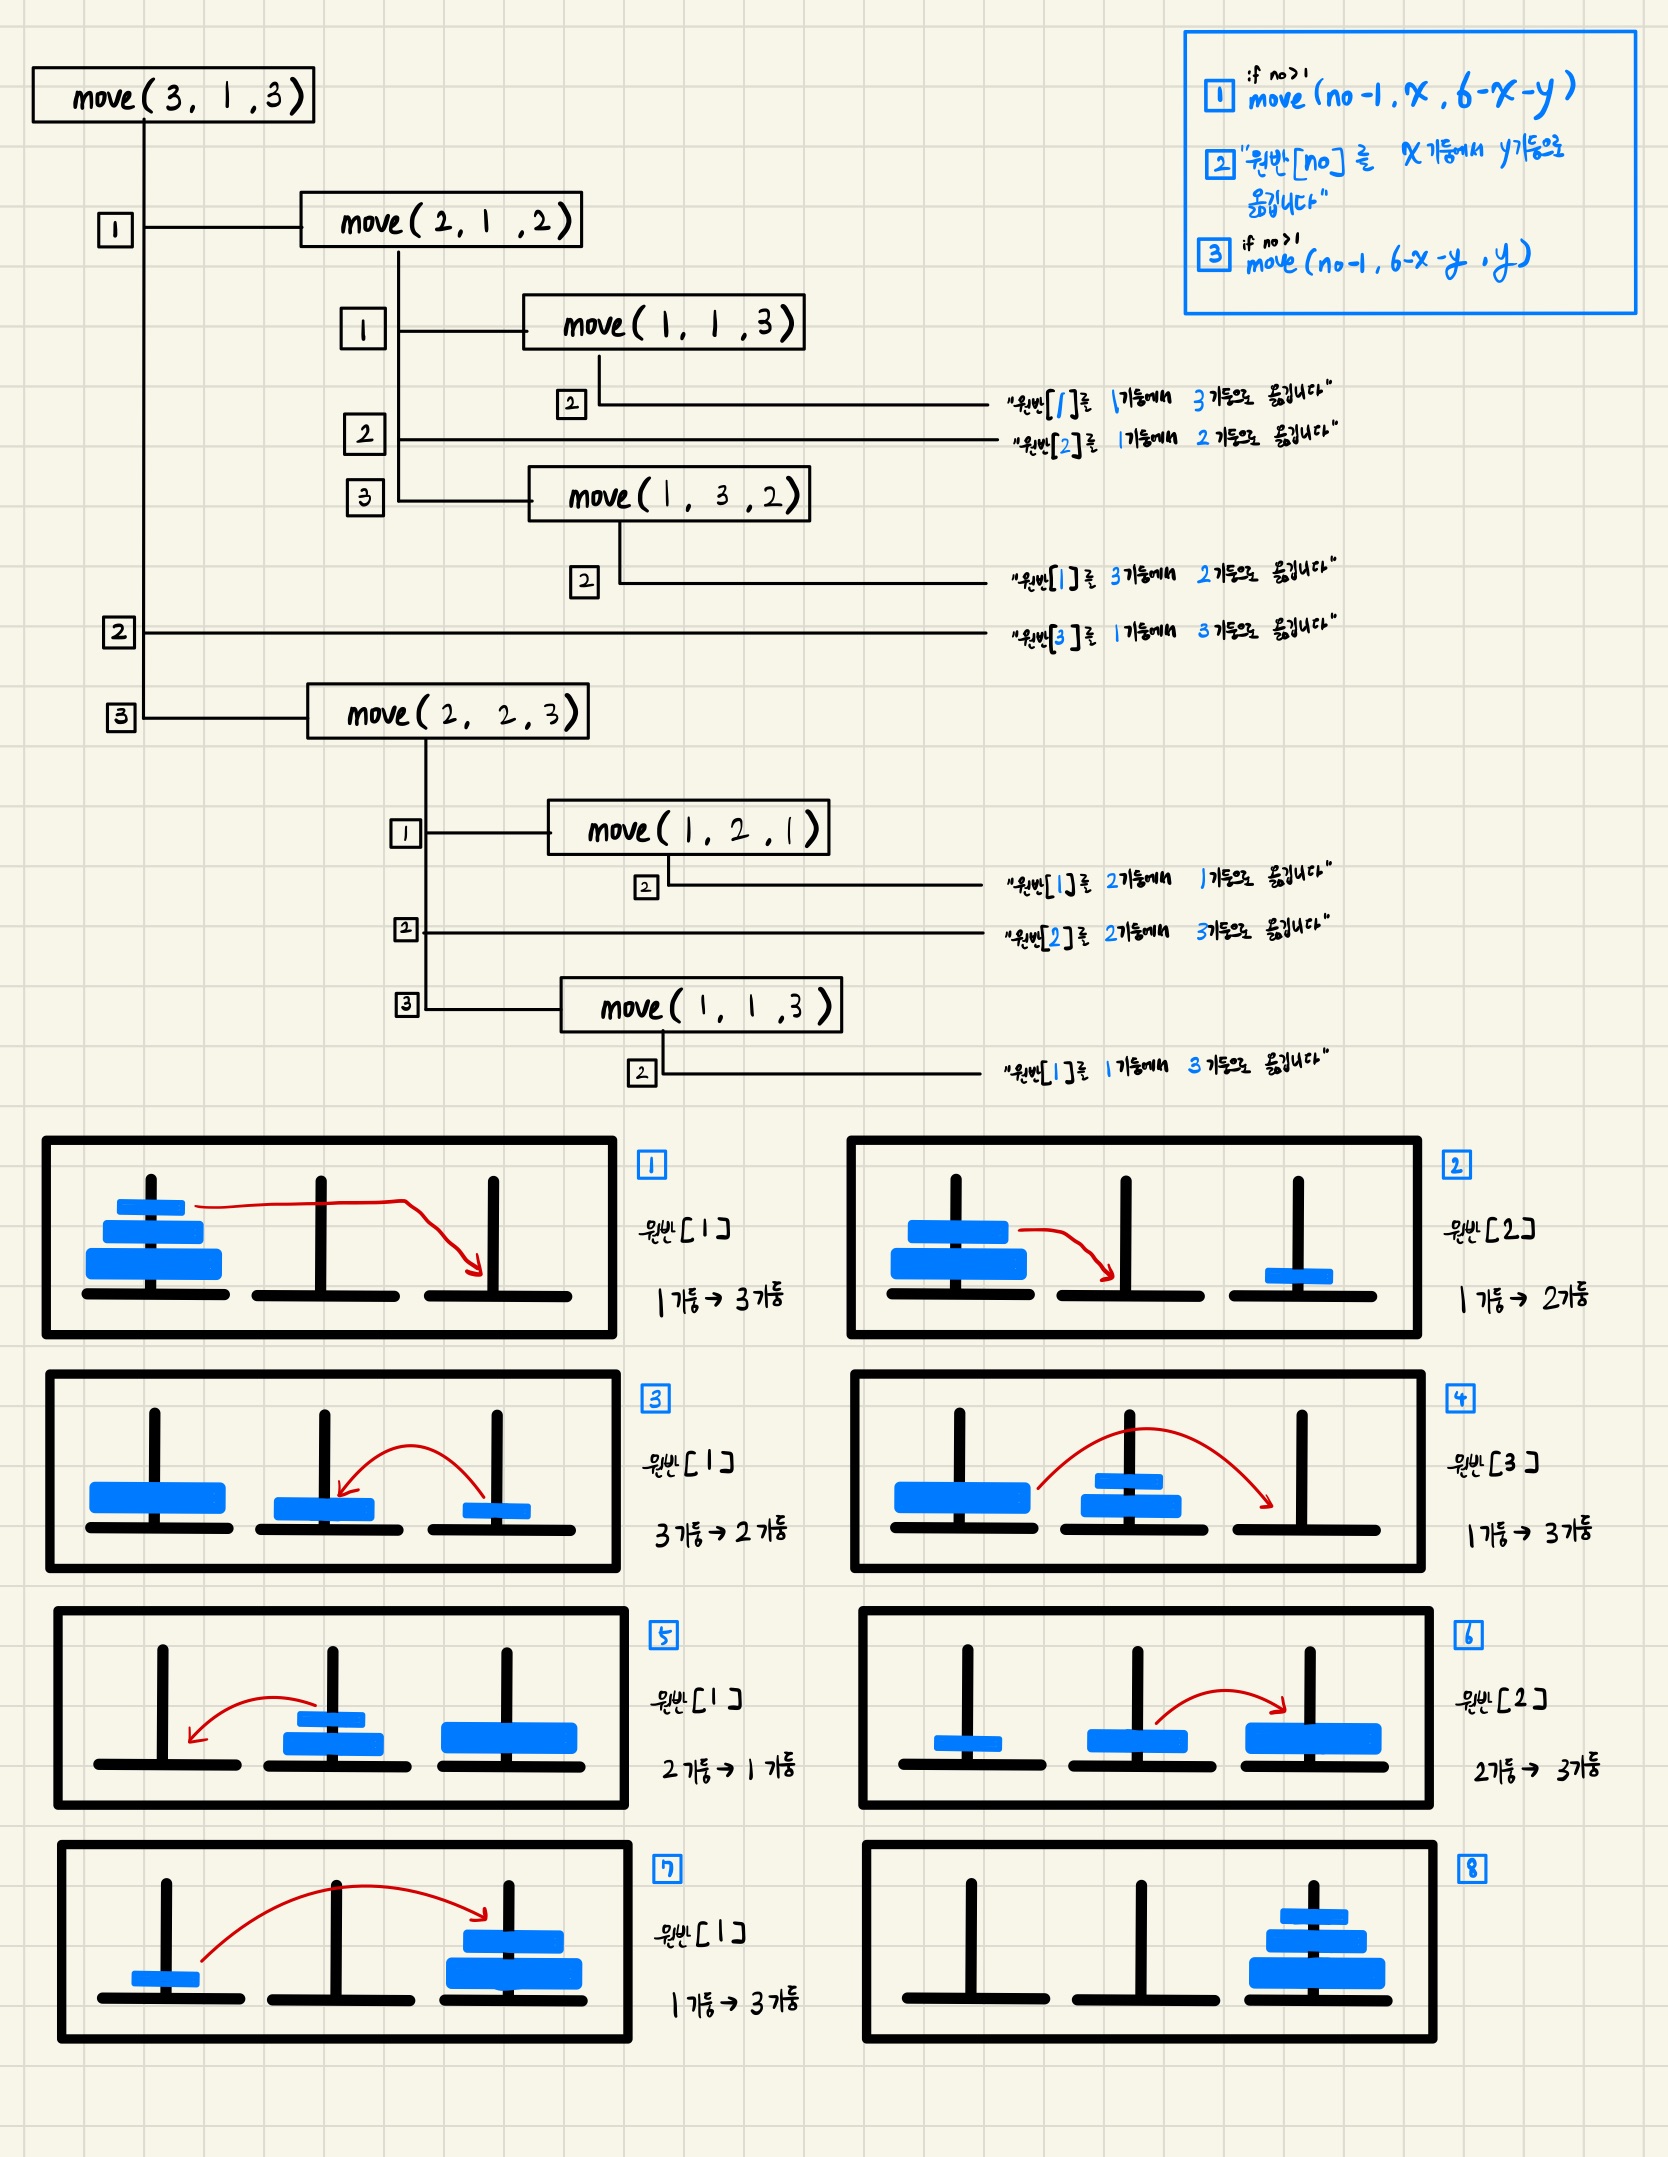 move(3, 1, 3)
1 if no>1
move(no-1, x, 6-x-y)
2 "원반[no]를 x기둥에서 y기둥으로
옮깁니다"
3 if no>1
move(no-1, 6-x-y, y)
1 move(2, 1, 2)
1 move(1, 1, 3)
2 "원반[1]를 1기둥에서 3기둥으로 옮깁니다"
2 "원반[2]를 1기둥에서 2기둥으로 옮깁니다"
3 move(1, 3, 2)
2 "원반[1]를 3기둥에서 2기둥으로 옮깁니다"
2 "원반[3]를 1기둥에서 3기둥으로 옮깁니다"
3 move(2, 2, 3)
1 move(1, 2, 1)
2 "원반[1]를 2기둥에서 1기둥으로 옮깁니다"
2 "원반[2]를 2기둥에서 3기둥으로 옮깁니다"
3 move(1, 1, 3)
2 "원반[1]를 1기둥에서 3기둥으로 옮깁니다"
1
원반[1]
1기둥→3기둥
2
원반[2]
1기둥→2기둥
3
원반[1]
3기둥→2기둥
4
원반[3]
1기둥→3기둥
5
원반[1]
2기둥→1기둥
6
원반[2]
2기둥→3기둥
7
원반[1]
1기둥→3기둥
8